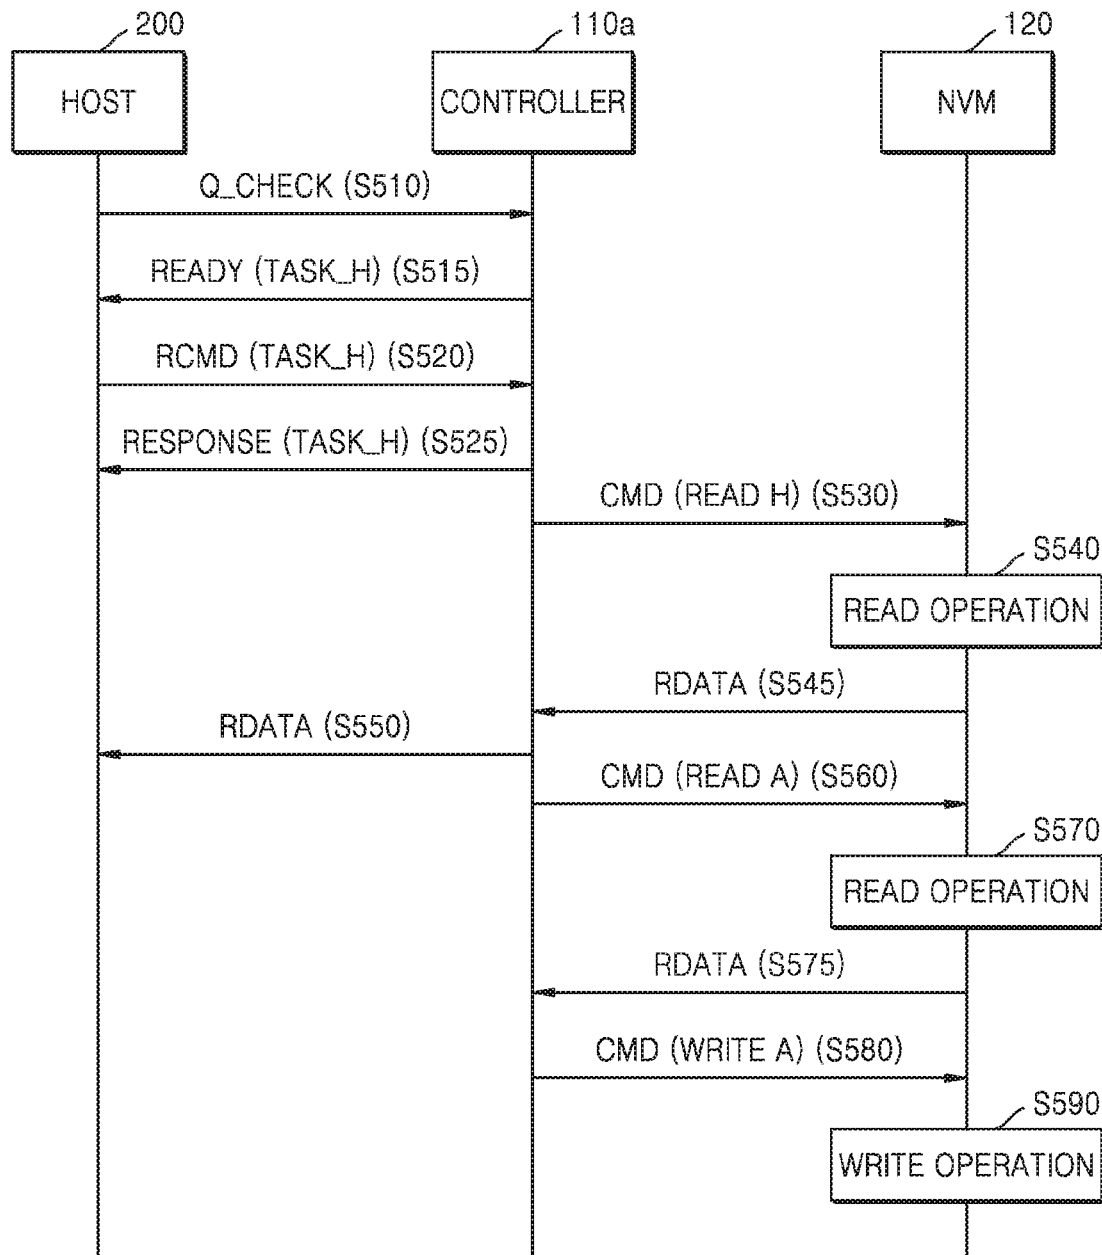 200
110a
120
HOST
CONTROLLER
NVM
Q_CHECK (S510)
READY (TASK_H) (S515)
RCMD (TASK_H) (S520)
RESPONSE (TASK_H) (S525)
CMD (READ H) (S530)
S540
READ OPERATION
RDATA (S545)
RDATA (S550)
CMD (READ A) (S560)
S570
READ OPERATION
RDATA (S575)
CMD (WRITE A) (S580)
S590
WRITE OPERATION